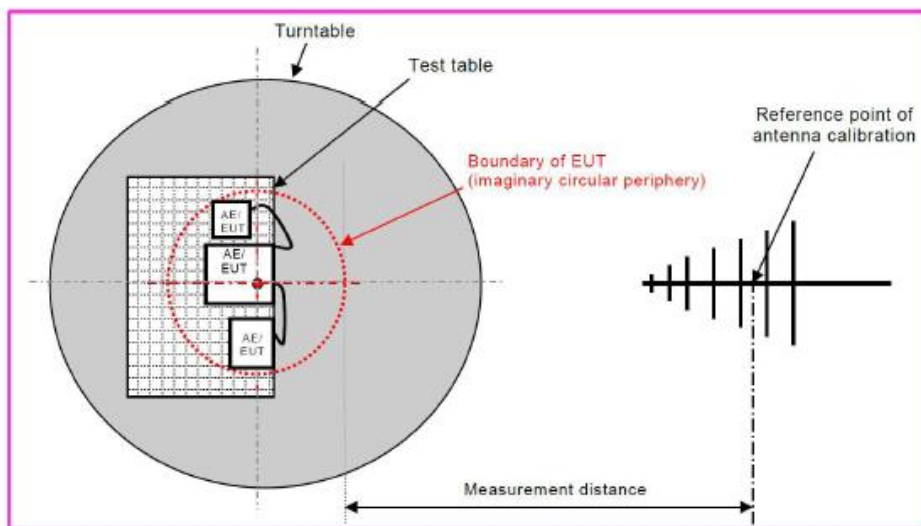 Turntable
Test table
Reference point of
antenna calibration
Boundary of EUT
(imaginary circular periphery)
AE/
EUT
AE/
EUT
AE/
EUT
Measurement distance